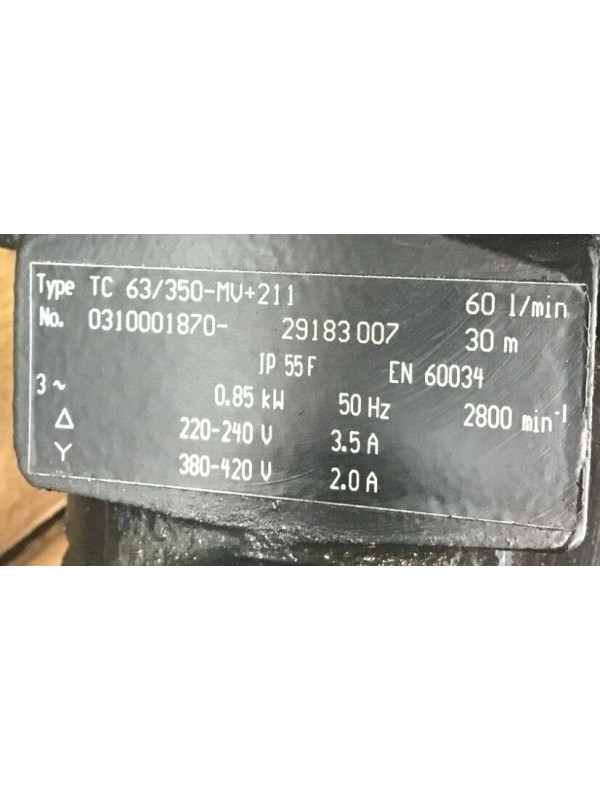 Type TC 63/350-MV+211 60 l/min
No. 0310001870- 29183 007 30 m
IP 55 F EN 60034
3 ~ 0.85 kW 50 Hz 2800 min-1
Δ 220-240 V 3.5 A
Y 380-420 V 2.0 A